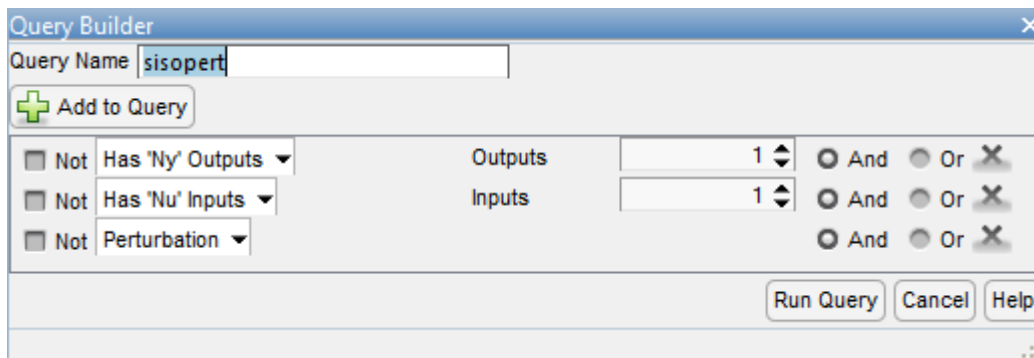 Query Builder
Query Name sisopert
Add to Query
Not Has 'Ny' Outputs Outputs 1 And Or
Not Has 'Nu' Inputs Inputs 1 And Or
Not Perturbation And Or
Run Query Cancel Help